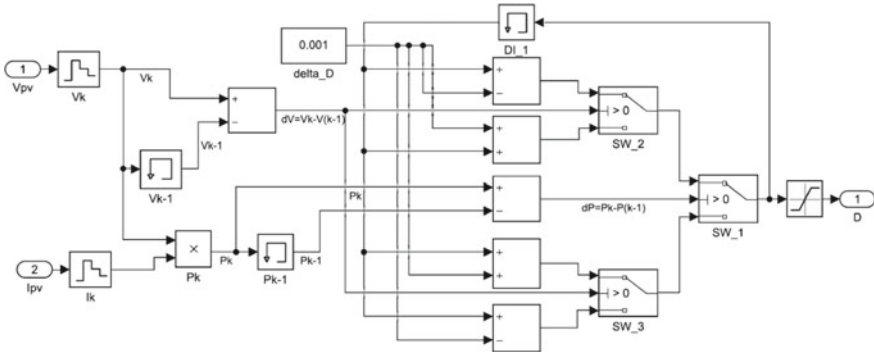 0.001
delta_D
DI_1
1
Vpv
Vk
Vk
+
−
dV=Vk-V(k-1)
Vk-1
Vk-1
+
−
> 0
SW_2
+
+
Pk
+
−
dP=Pk-P(k-1)
> 0
SW_1
1
D
2
Ipv
Ik
×
Pk
Pk
Pk-1
Pk-1
+
+
> 0
SW_3
+
−